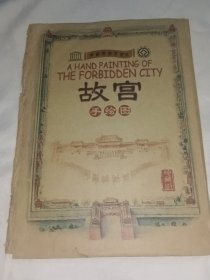 A HAND PAINTING OF
THE FORBIDDEN CITY
故宫
手绘图